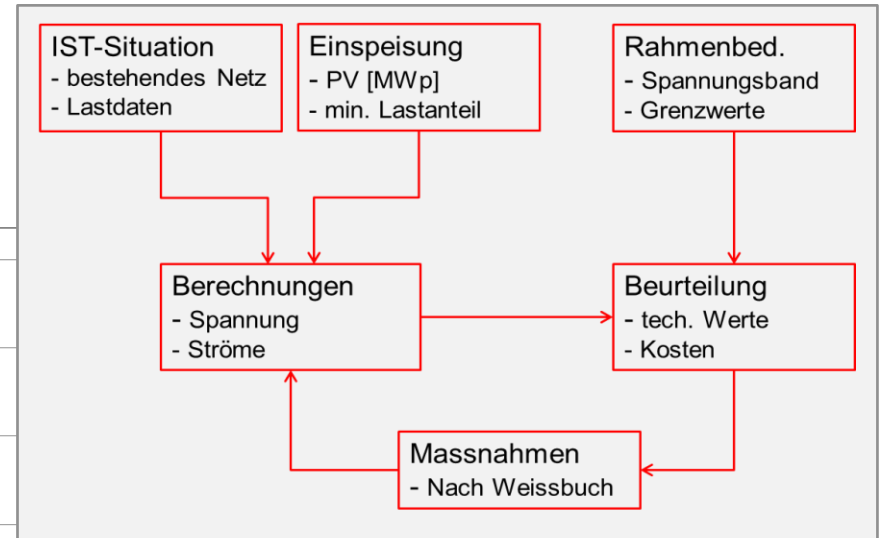 IST-Situation
- bestehendes Netz
- Lastdaten
Einspeisung
- PV [MWp]
- min. Lastanteil
Rahmenbed.
- Spannungsband
- Grenzwerte
Berechnungen
- Spannung
- Ströme
Beurteilung
- tech. Werte
- Kosten
Massnahmen
- Nach Weissbuch